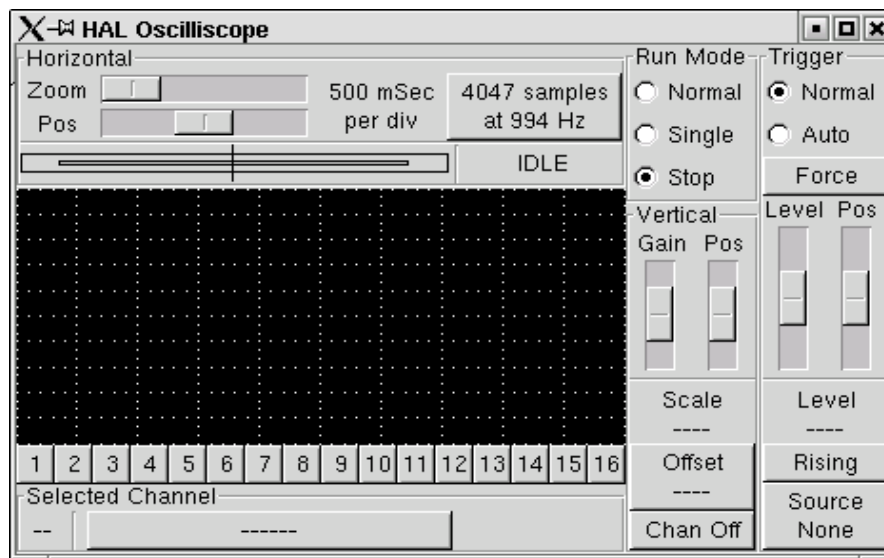 HAL Oscilliscope
Horizontal
Zoom
Pos
500 mSec
per div
4047 samples
at 994 Hz
IDLE
Run Mode
Normal
Single
Stop
Trigger
Normal
Auto
Force
Level Pos
Vertical
Gain Pos
Scale
----
Level
----
1 2 3 4 5 6 7 8 9 10 11 12 13 14 15 16
Offset
----
Rising
Selected Channel
--
------
Chan Off
Source
None